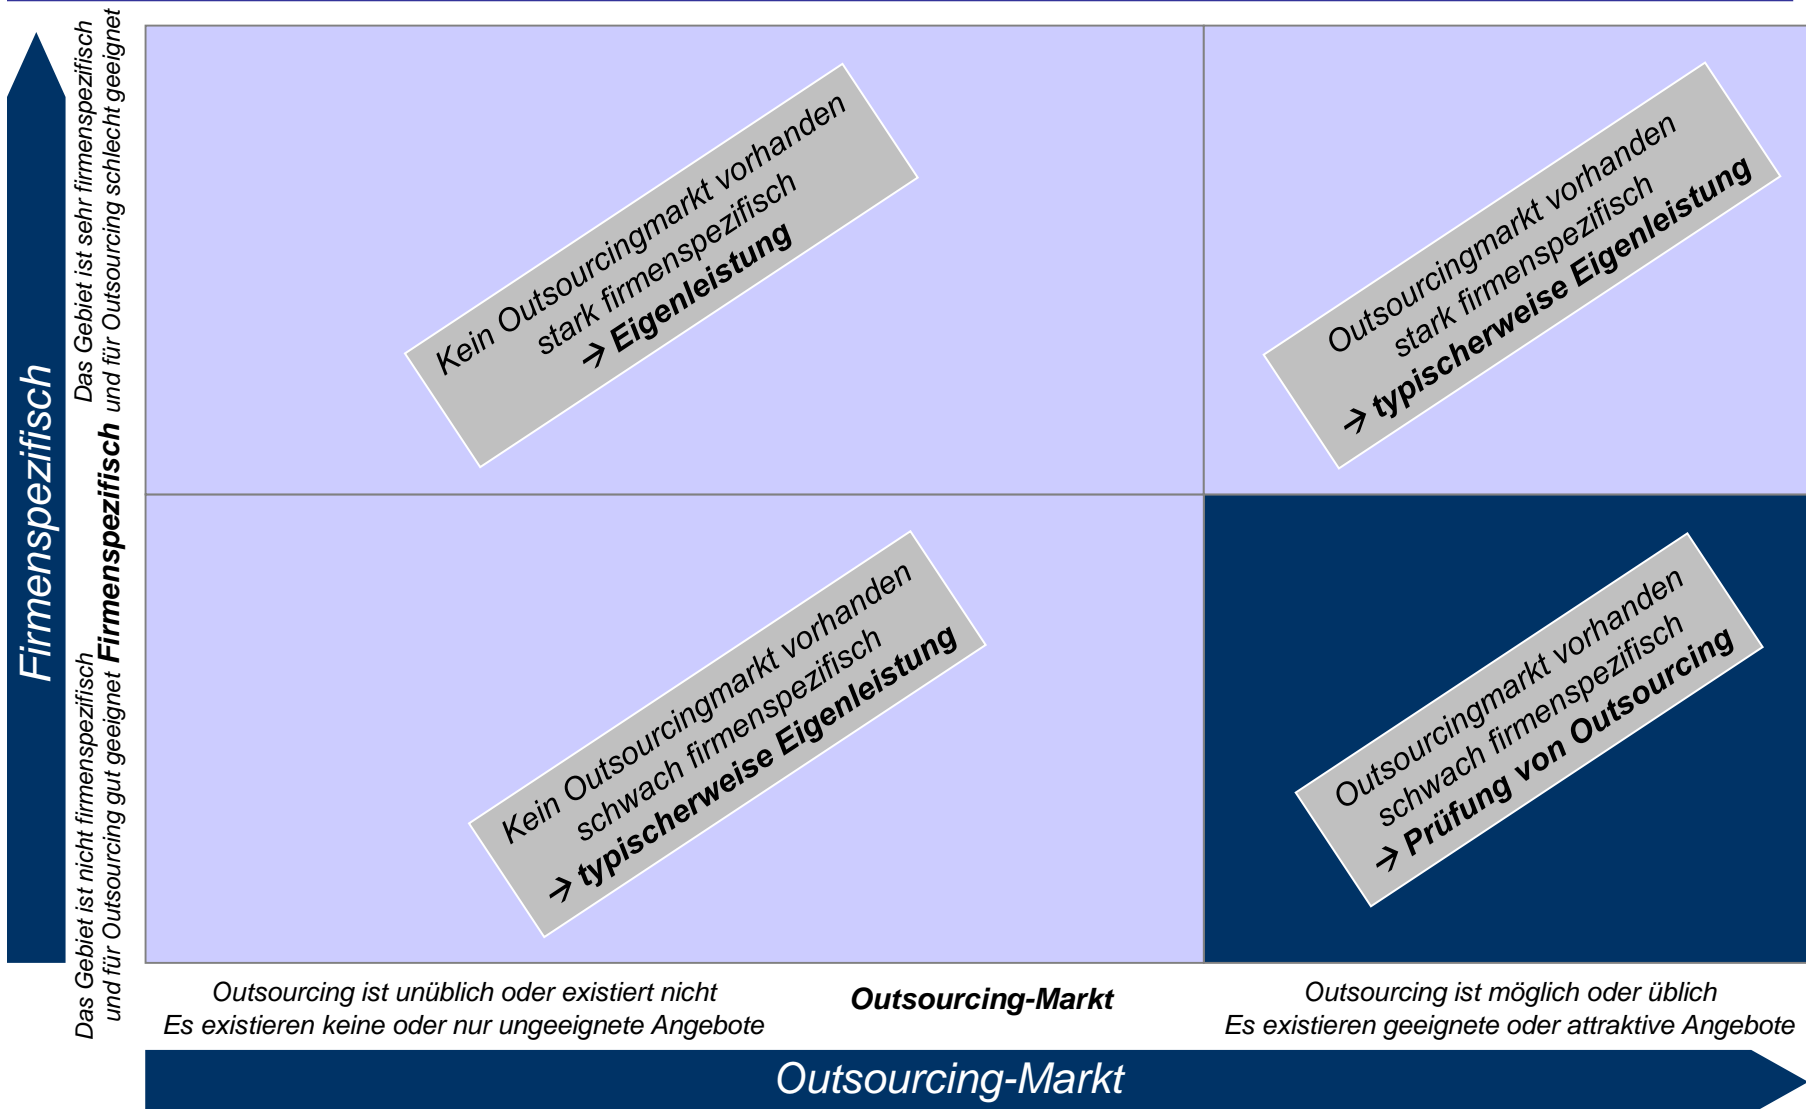 Firmenspezifisch
Das Gebiet ist sehr firmenspezifisch
und für Outsourcing schlecht geeignet
Firmenspezifisch
Das Gebiet ist nicht firmenspezifisch
und für Outsourcing gut geeignet
Kein Outsourcingmarkt vorhanden
stark firmenspezifisch
→ Eigenleistung
Outsourcingmarkt vorhanden
stark firmenspezifisch
→ typischerweise Eigenleistung
Kein Outsourcingmarkt vorhanden
schwach firmenspezifisch
→ typischerweise Eigenleistung
Outsourcingmarkt vorhanden
schwach firmenspezifisch
→ Prüfung von Outsourcing
Outsourcing ist unüblich oder existiert nicht
Es existieren keine oder nur ungeeignete Angebote
Outsourcing-Markt
Outsourcing ist möglich oder üblich
Es existieren geeignete oder attraktive Angebote
Outsourcing-Markt